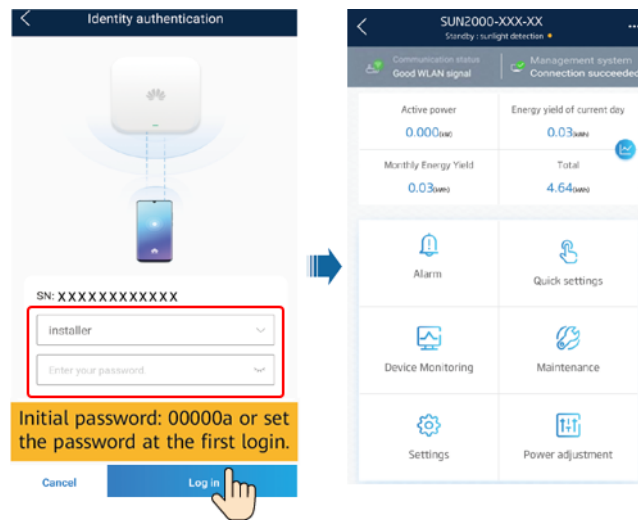 Identity authentication
SN: XXXXXXXXXXXX
installer
Enter your password
Initial password: 00000a or set
the password at the first login.
Cancel
Log in
SUN2000-XXX-XX
Standby : sunlight detection
Communication status
Good WLAN signal
Management system
Connection succeeded
Active power
0.000
Energy yield of current day
0.03
Monthly Energy Yield
0.03
Total
4.64
Alarm
Quick settings
Device Monitoring
Maintenance
Settings
Power adjustment